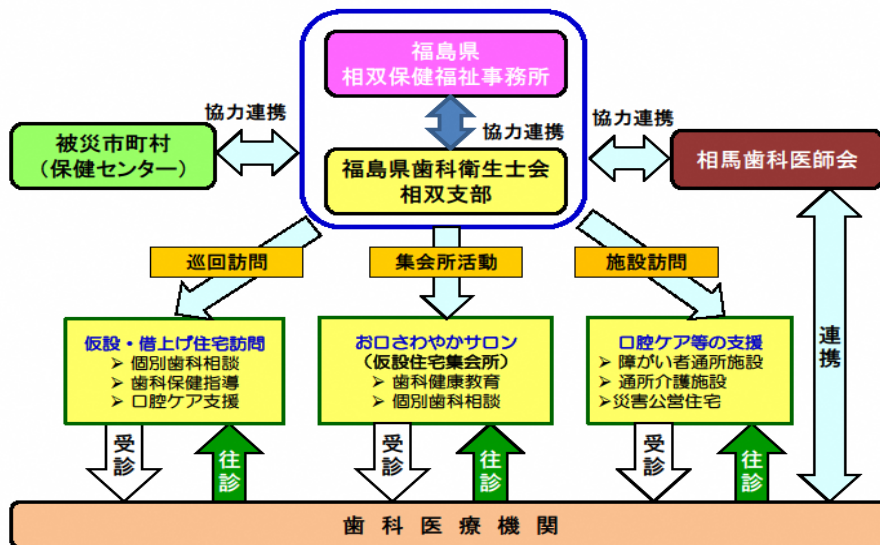 福島県
相双保健福祉事務所
協力連携
協力連携
協力連携
被災市町村
(保健センター)
福島県歯科衛生士会
相双支部
相馬歯科医師会
巡回訪問
集会所活動
施設訪問
仮設・借上げ住宅訪問
➢ 個別歯科相談
➢ 歯科保健指導
➢ 口腔ケア支援
お口さわやかサロン
(仮設住宅集会所)
➢ 歯科健康教育
➢ 個別歯科相談
口腔ケア等の支援
➢ 障がい者通所施設
➢ 通所介護施設
➢災害公営住宅
連携
受診
往診
受診
往診
受診
往診
歯科医療機関